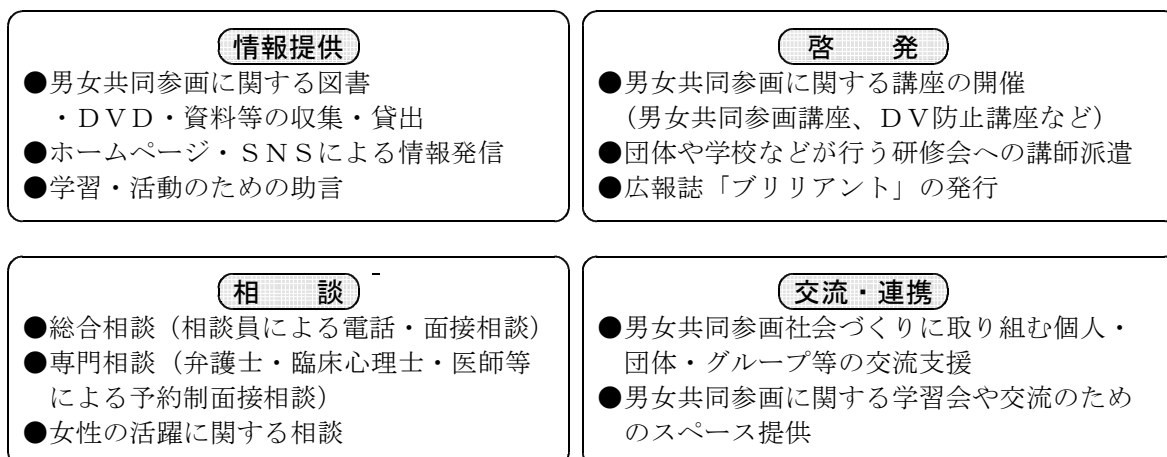 情報提供
●男女共同参画に関する図書
・ＤＶＤ・資料等の収集・貸出
●ホームページ・ＳＮＳによる情報発信
●学習・活動のための助言
啓　　発
●男女共同参画に関する講座の開催
（男女共同参画講座、ＤＶ防止講座など）
●団体や学校などが行う研修会への講師派遣
●広報誌「ブリリアント」の発行
相　　談
●総合相談（相談員による電話・面接相談）
●専門相談（弁護士・臨床心理士・医師等
による予約制面接相談）
●女性の活躍に関する相談
交流・連携
●男女共同参画社会づくりに取り組む個人・
団体・グループ等の交流支援
●男女共同参画に関する学習会や交流のため
のスペース提供